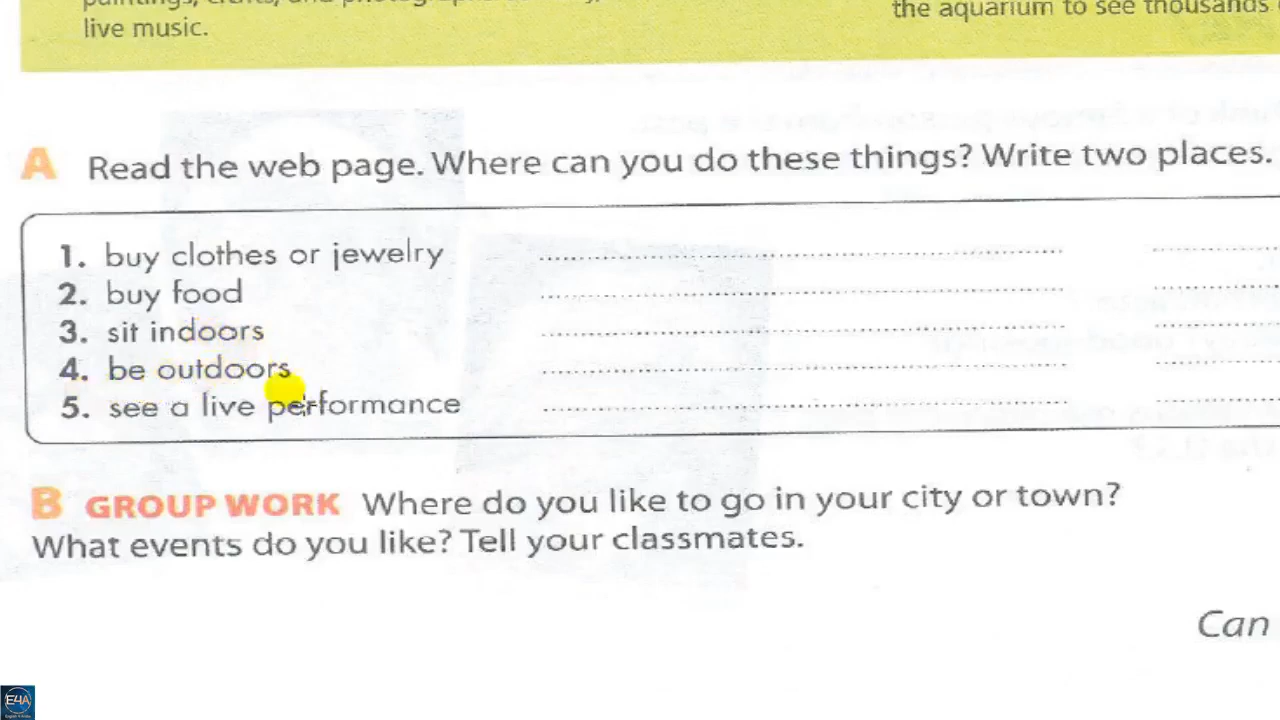 live music.
the aquarium to see thousands
A Read the web page. Where can you do these things? Write two places.
1. buy clothes or jewelry
2. buy food
3. sit indoors
4. be outdoors
5. see a live performance
B GROUP WORK Where do you like to go in your city or town?
What events do you like? Tell your classmates.
Can
E4A